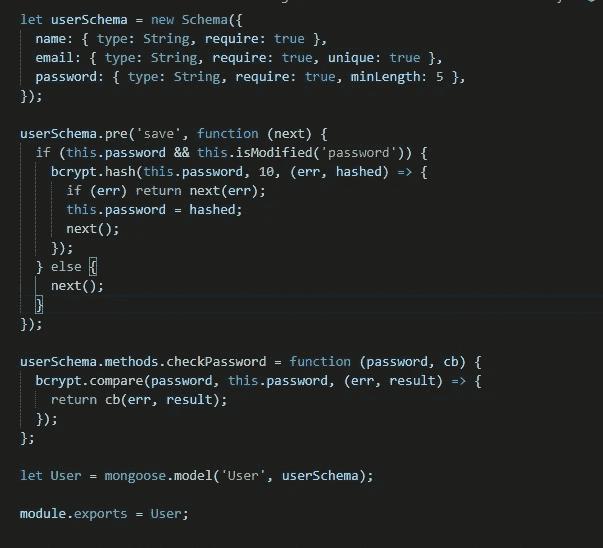 let userSchema = new Schema({
  name: { type: String, require: true },
  email: { type: String, require: true, unique: true },
  password: { type: String, require: true, minLength: 5 },
});

userSchema.pre('save', function (next) {
  if (this.password && this.isModified('password')) {
    bcrypt.hash(this.password, 10, (err, hashed) => {
      if (err) return next(err);
      this.password = hashed;
      next();
    });
  } else {
    next();
  }
});

userSchema.methods.checkPassword = function (password, cb) {
  bcrypt.compare(password, this.password, (err, result) => {
    return cb(err, result);
  });
};

let User = mongoose.model('User', userSchema);

module.exports = User;